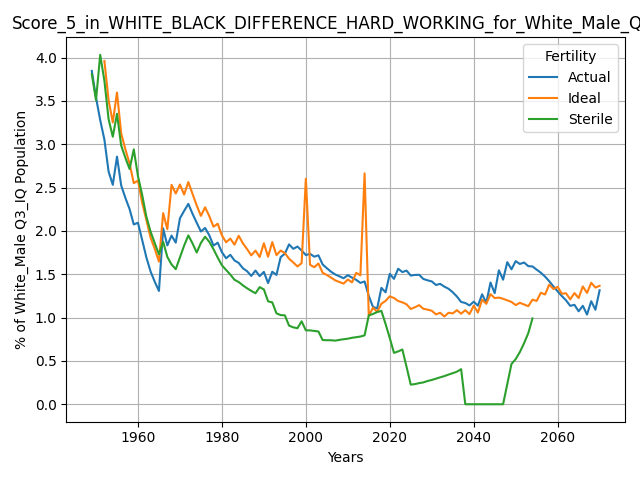 Score_5_in_WHITE_BLACK_DIFFERENCE_HARD_WORKING_for_White_Male_Q
Fertility
Actual
Ideal
Sterile
% of White_Male Q3_IQ Population
4.0
3.5
3.0
2.5
2.0
1.5
1.0
0.5
0.0
1960 1980 2000 2020 2040 2060
Years